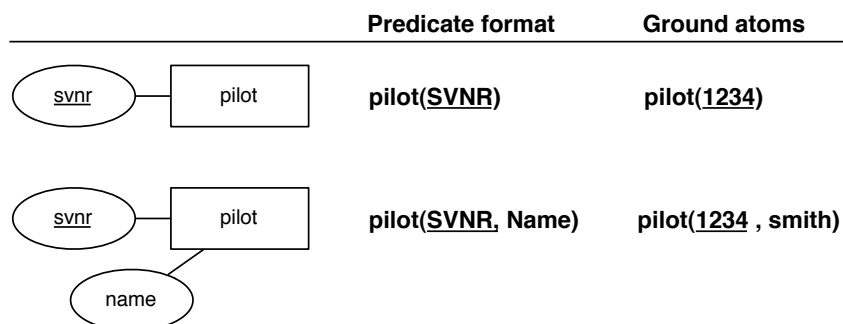 Predicate format Ground atoms
svnr pilot pilot(SVNR) pilot(1234)
svnr pilot pilot(SVNR, Name) pilot(1234 , smith)
name